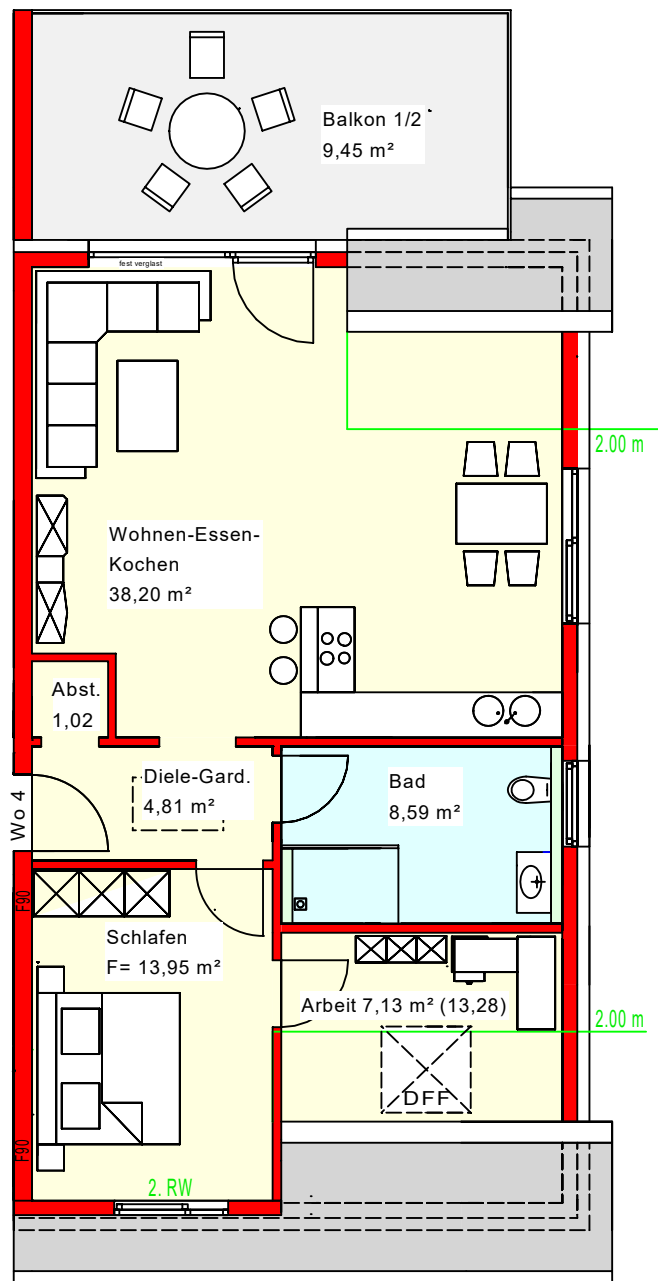 Balkon 1/2
9,45 m²
fest verglast
2.00 m
Wohnen-Essen-
Kochen
38,20 m²
Abst.
1,02
Diele-Gard.
4,81 m²
Bad
8,59 m²
Wo 4
F90
Schlafen
F= 13,95 m²
Arbeit 7,13 m² (13,28)
2.00 m
DFF
F90
2. RW